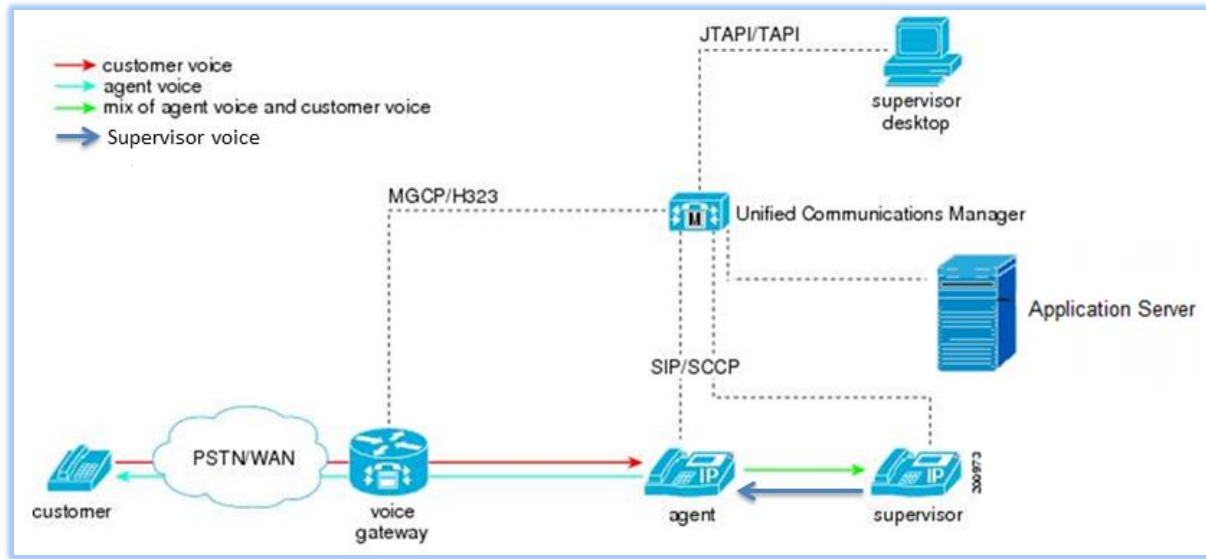 JTAPI/TAPI
customer voice
agent voice
mix of agent voice and customer voice
Supervisor voice
supervisor
desktop
MGCP/H323
M
Unified Communications Manager
Application Server
SIP/SCCP
PSTN/WAN
IP
IP
200973
customer
voice
gateway
agent
supervisor